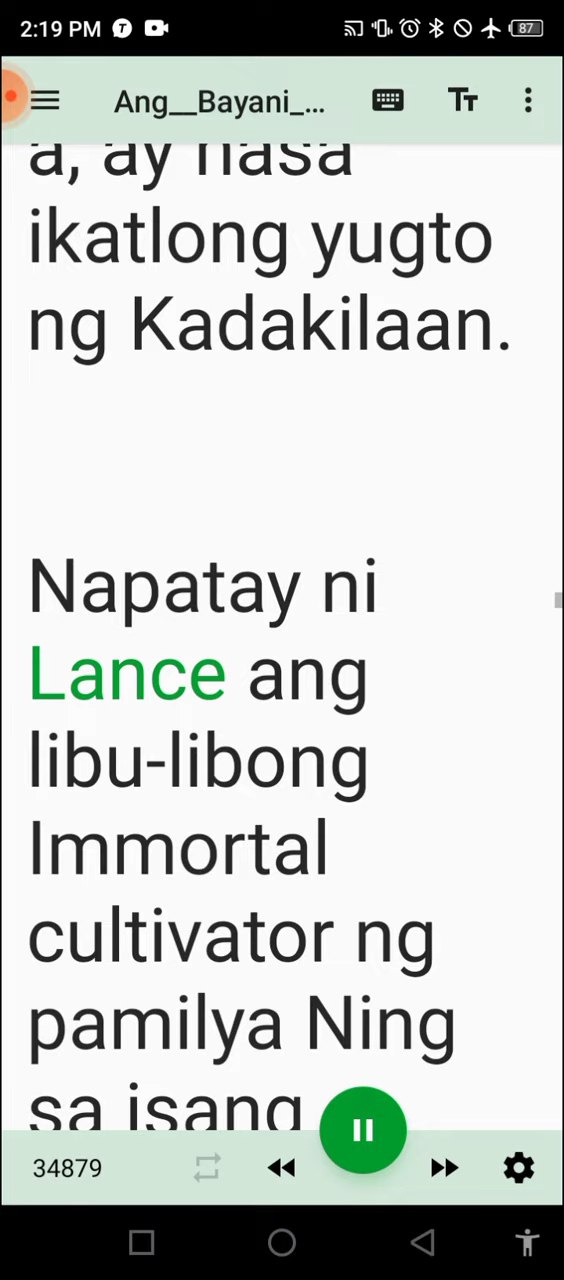 2:19 PM
87
Ang__Bayani_...
a, ay nasa
ikatlong yugto
ng Kadakilaan.
Napatay ni
Lance ang
libu-libong
Immortal
cultivator ng
pamilya Ning
sa isang
34879